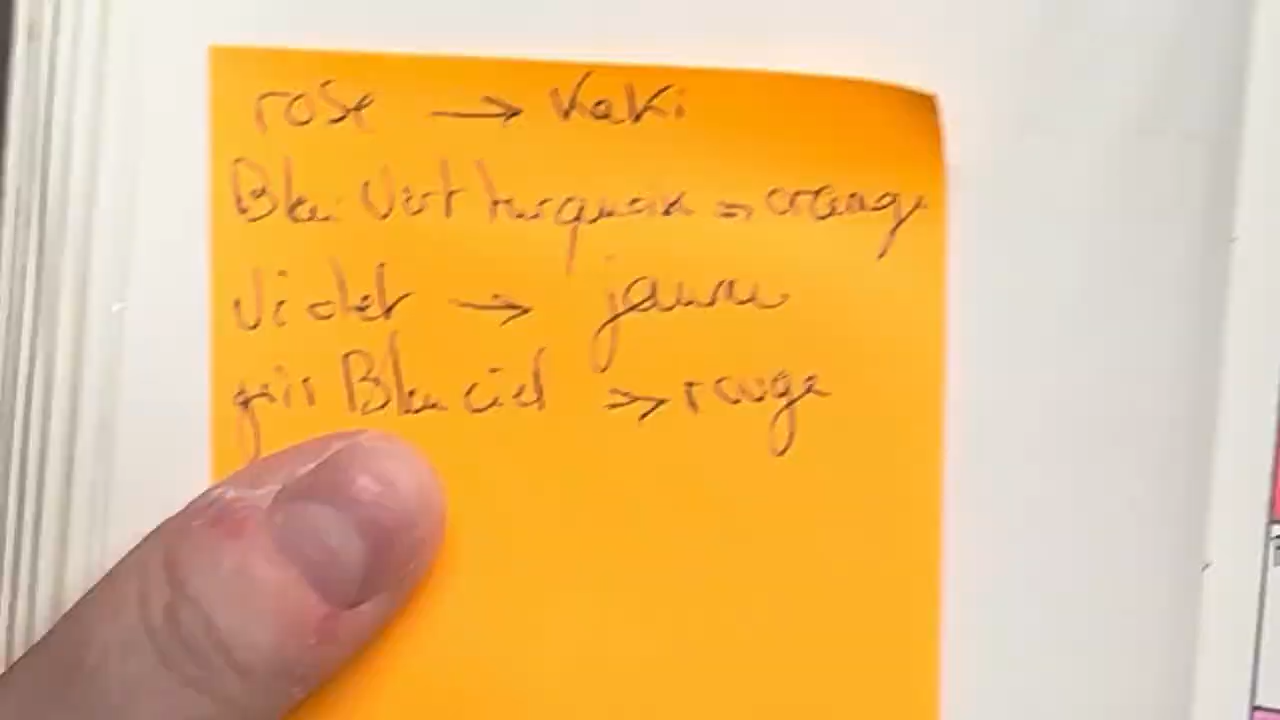 rose → Kaki
Bleu Vert turquoise → orange
Violet → jaune
gris Bleu ciel → rouge